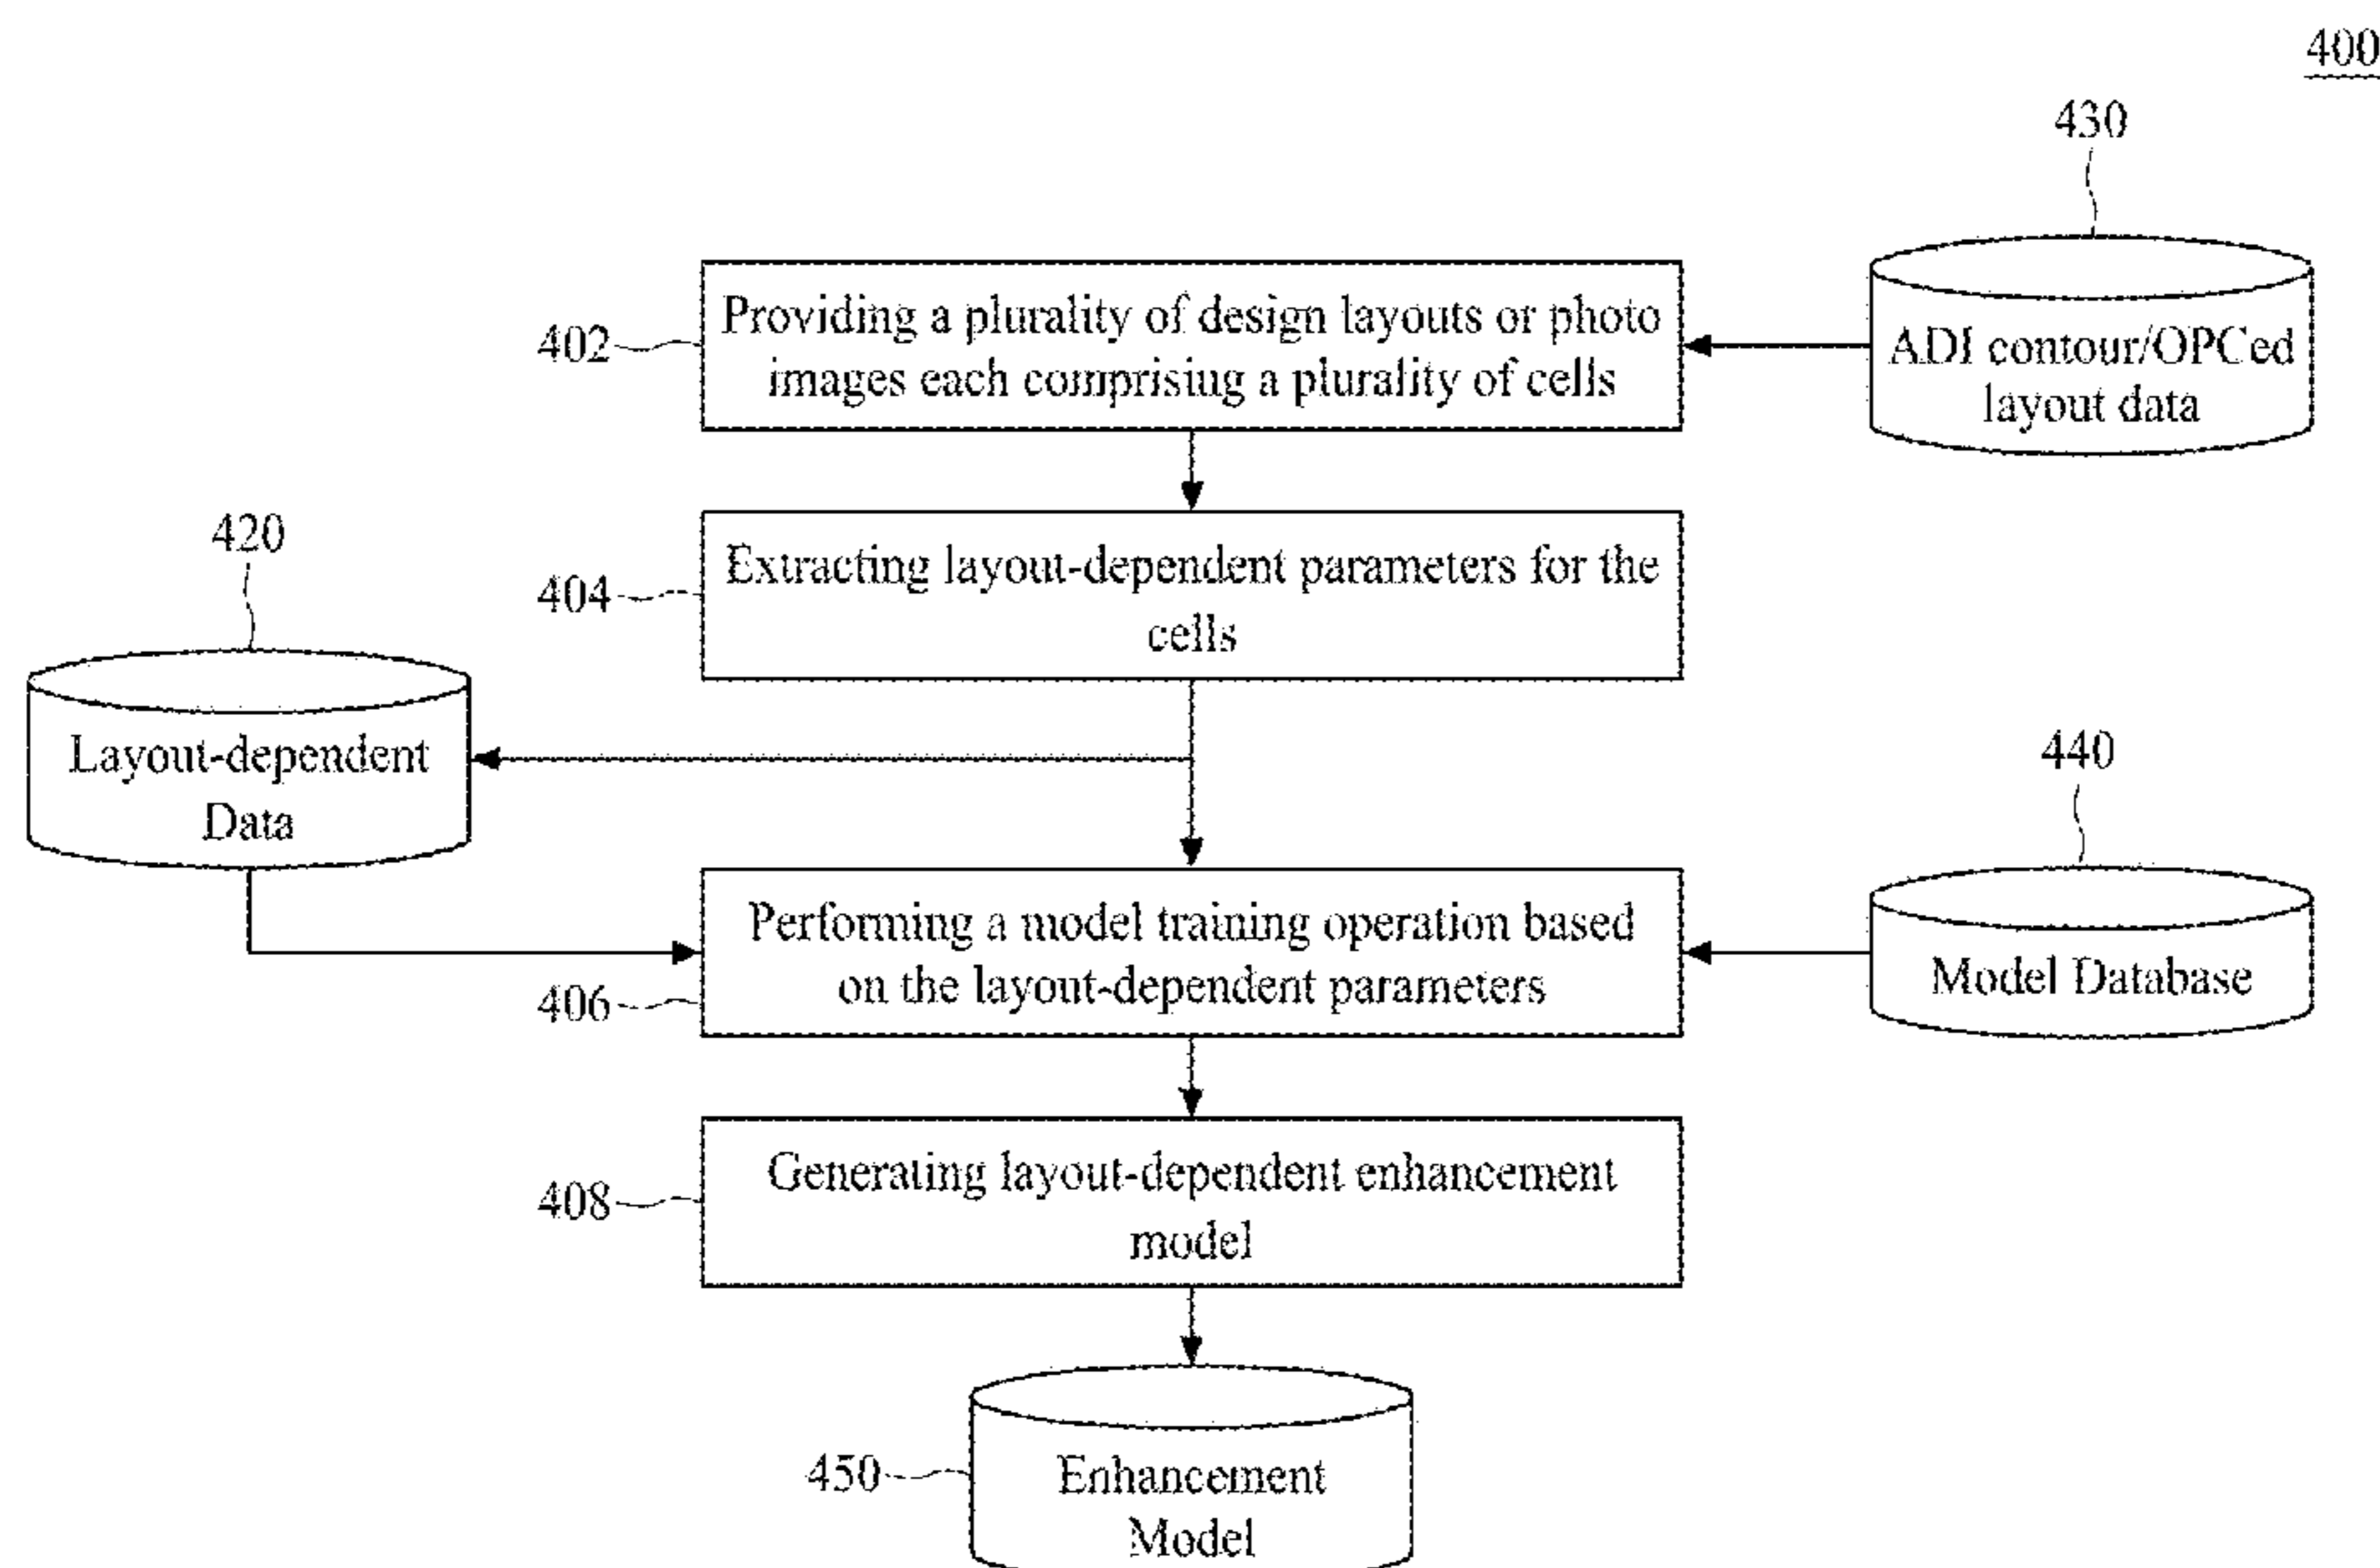 400
430
402
Providing a plurality of design layouts or photo
images each comprising a plurality of cells
ADI contour/OPCed
layout data
420
404
Extracting layout-dependent parameters for the
cells
Layout-dependent
Data
440
406
Performing a model training operation based
on the layout-dependent parameters
Model Database
408
Generating layout-dependent enhancement
model
450
Enhancement
Model